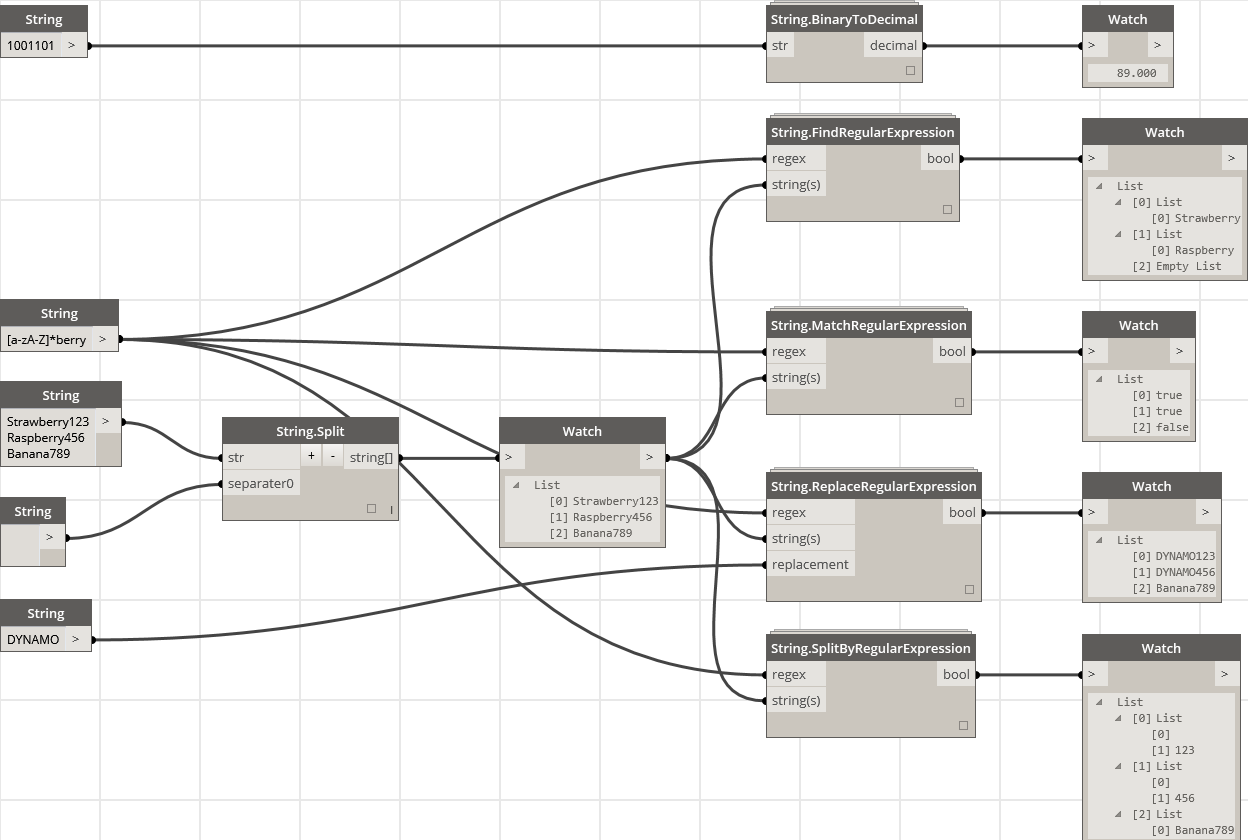 String
1001101 >
String.BinaryToDecimal
str decimal
Watch
> >
89.000
String.FindRegularExpression
regex bool
string(s)
Watch
> >
List
[0] List
[0] Strawberry
[1] List
[0] Raspberry
[2] Empty List
String
[a-zA-Z]*berry >
String.MatchRegularExpression
regex bool
string(s)
Watch
> >
List
[0] true
[1] true
[2] false
String
Strawberry123 >
Raspberry456
Banana789
String.Split
str + - string[]
separater0
Watch
> >
List
[0] Strawberry123
[1] Raspberry456
[2] Banana789
String
>
String.ReplaceRegularExpression
regex bool
string(s)
replacement
Watch
> >
List
[0] DYNAMO123
[1] DYNAMO456
[2] Banana789
String
DYNAMO >
String.SplitByRegularExpression
regex bool
string(s)
Watch
> >
List
[0] List
[0]
[1] 123
[1] List
[0]
[1] 456
[2] List
[0] Banana789